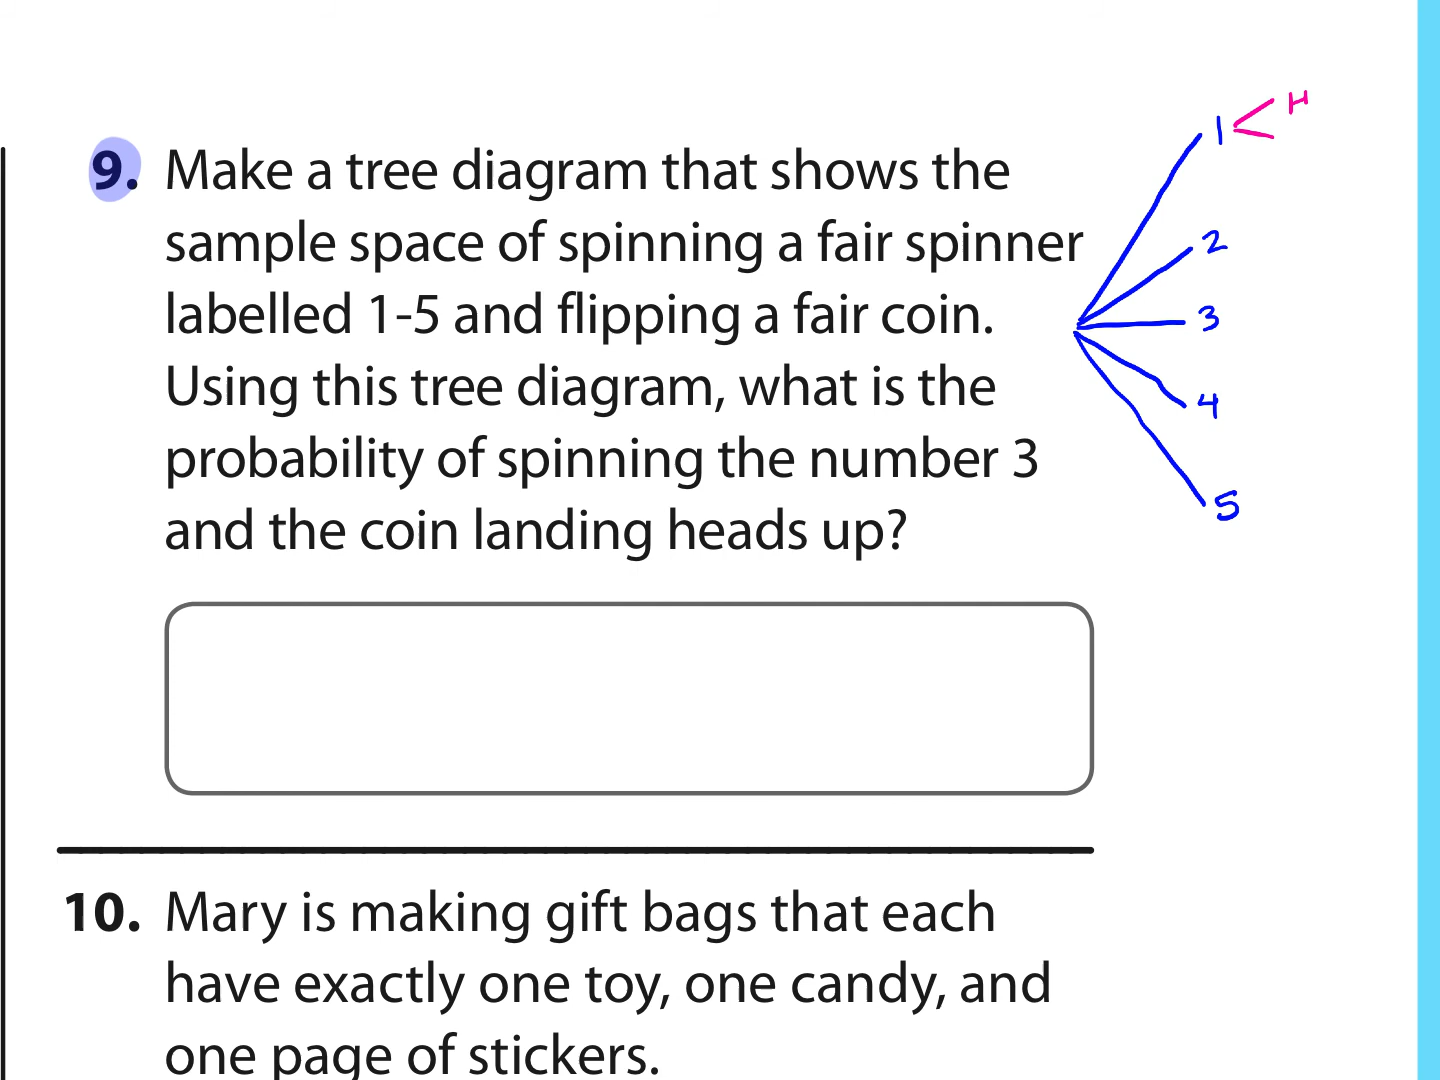 9. Make a tree diagram that shows the
sample space of spinning a fair spinner
labelled 1-5 and flipping a fair coin.
Using this tree diagram, what is the
probability of spinning the number 3
and the coin landing heads up?
1 H
2
3
4
5
10. Mary is making gift bags that each
have exactly one toy, one candy, and
one page of stickers.